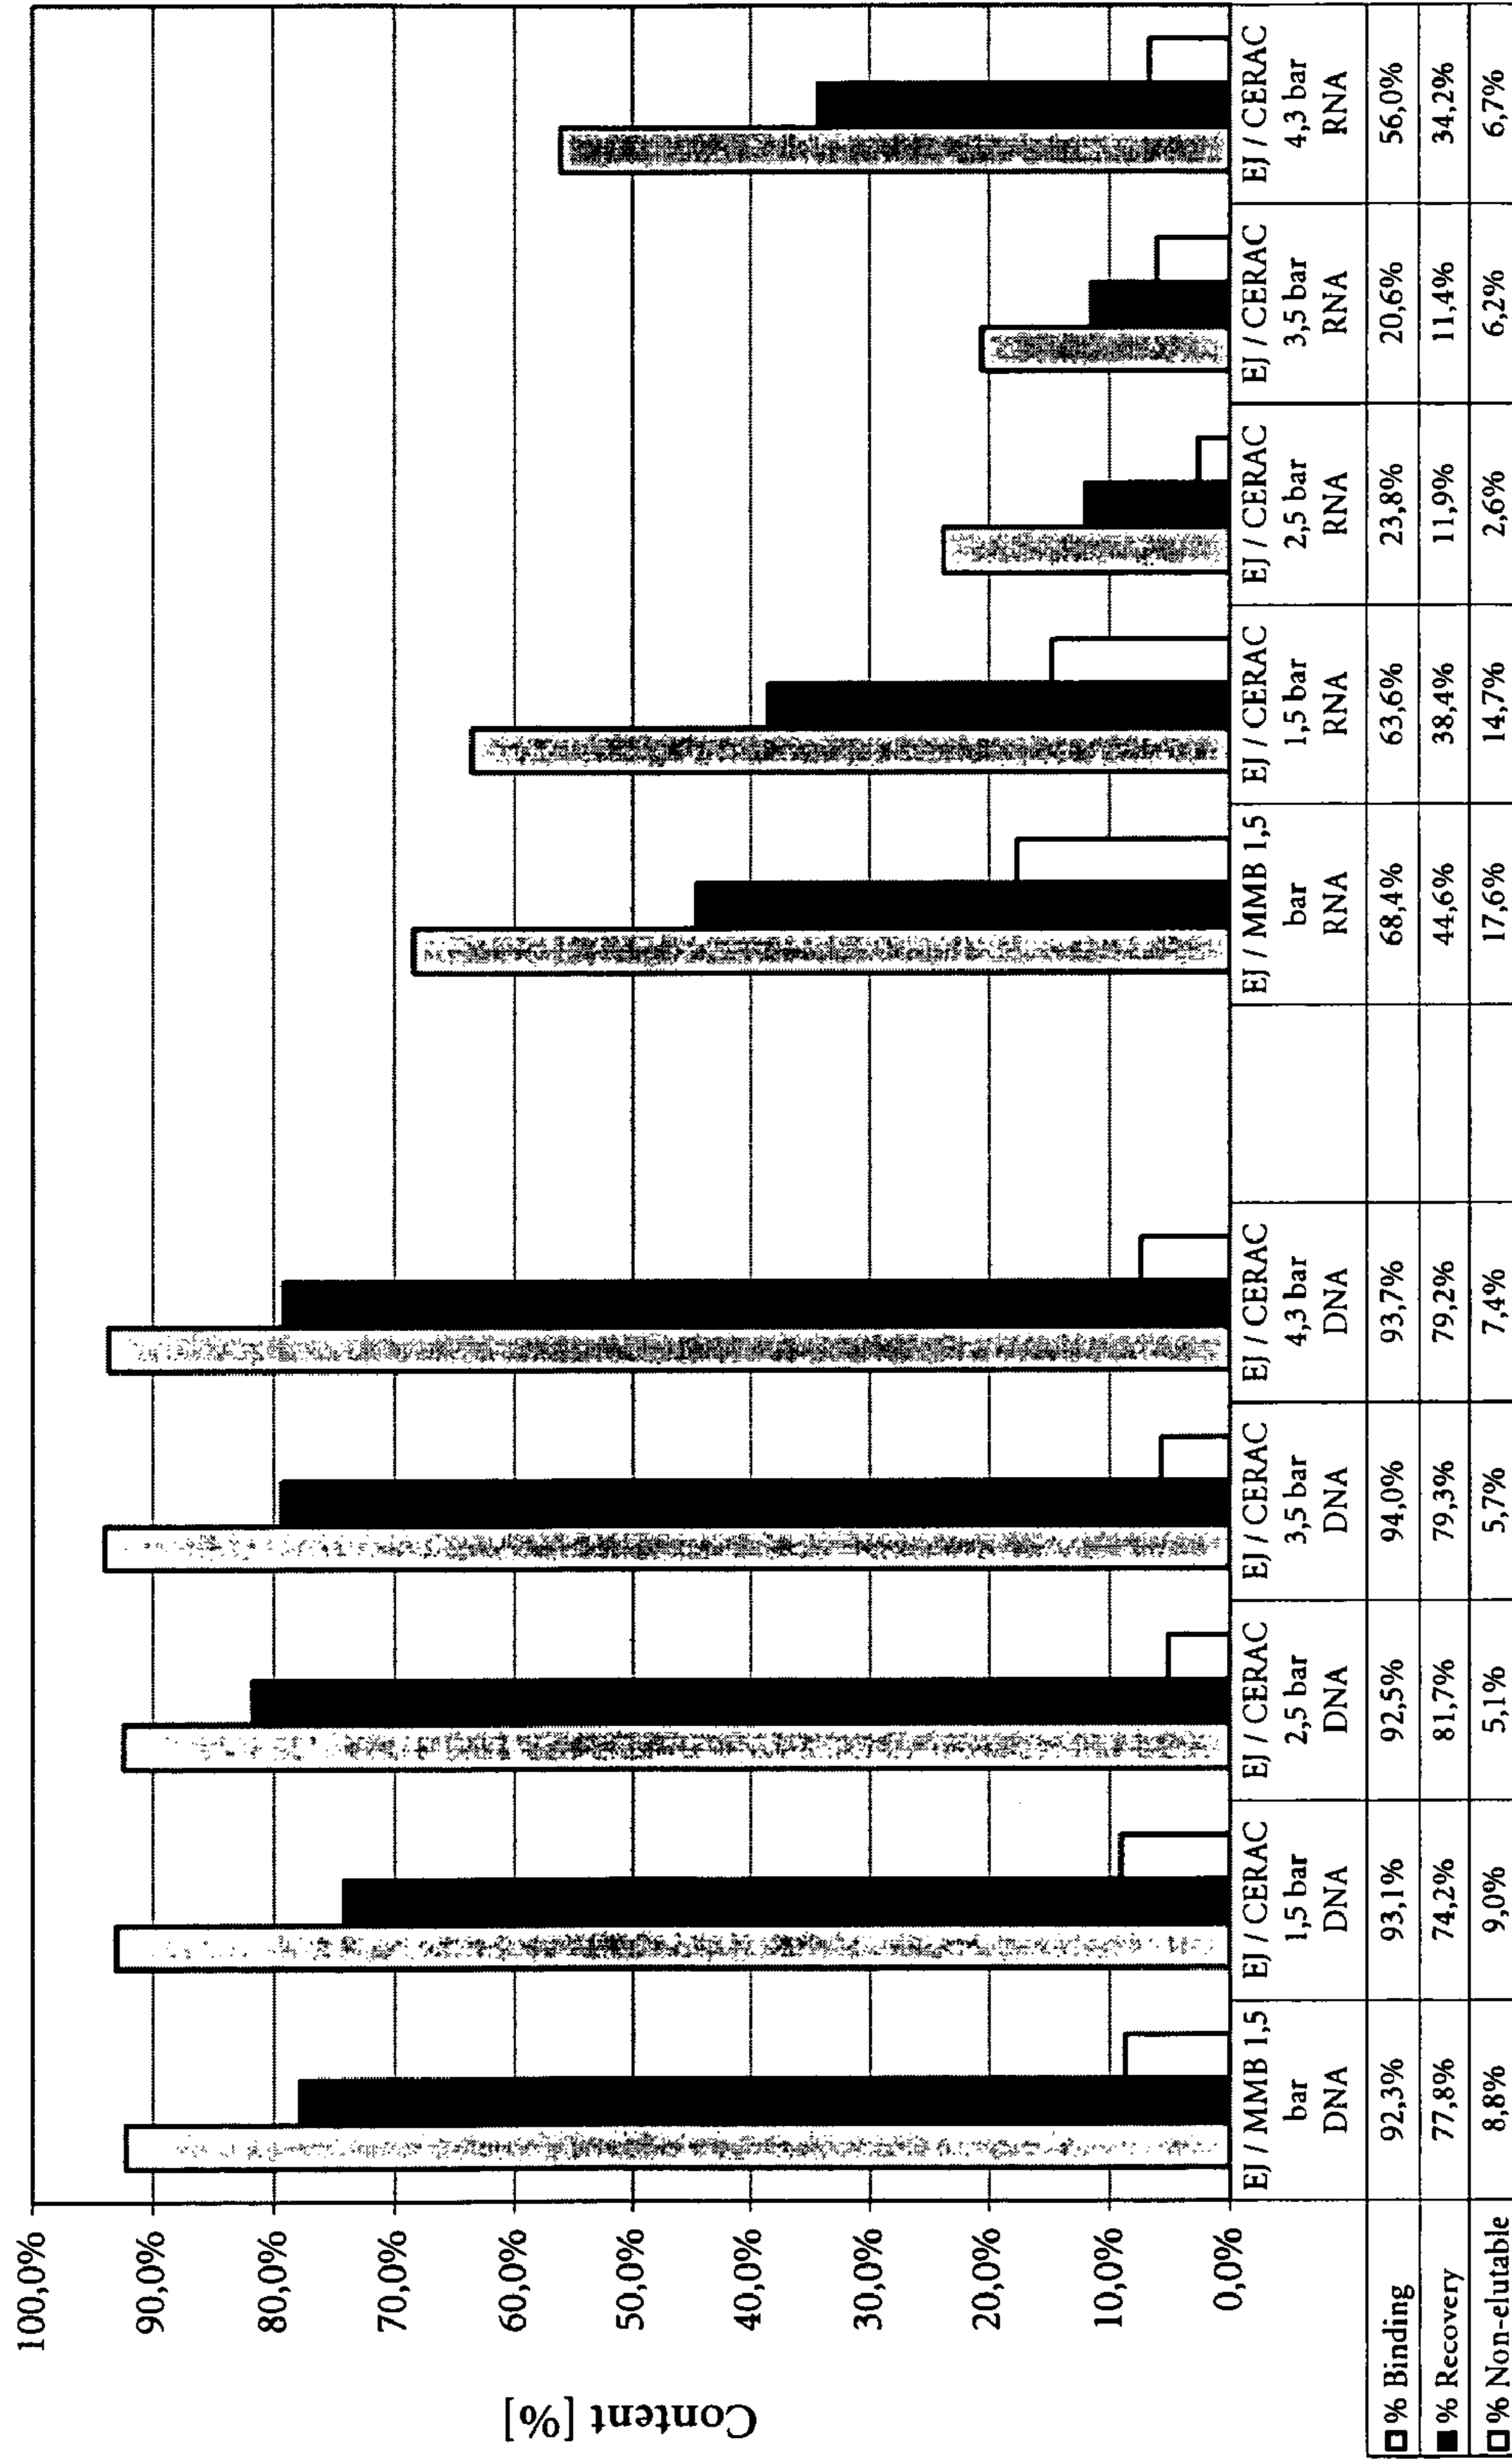 100,0%
90,0%
80,0%
70,0%
60,0%
50,0%
40,0%
30,0%
20,0%
10,0%
0,0%
Content [%]
EJ / MMB 1,5 bar DNA
EJ / CERAC 1,5 bar DNA
EJ / CERAC 2,5 bar DNA
EJ / CERAC 3,5 bar DNA
EJ / CERAC 4,3 bar DNA
EJ / MMB 1,5 bar RNA
EJ / CERAC 1,5 bar RNA
EJ / CERAC 2,5 bar RNA
EJ / CERAC 3,5 bar RNA
EJ / CERAC 4,3 bar RNA
% Binding 92,3% 93,1% 92,5% 94,0% 93,7% 68,4% 63,6% 23,8% 20,6% 56,0%
% Recovery 77,8% 74,2% 81,7% 79,3% 79,2% 44,6% 38,4% 11,9% 11,4% 34,2%
% Non-elutable 8,8% 9,0% 5,1% 5,7% 7,4% 17,6% 14,7% 2,6% 6,2% 6,7%